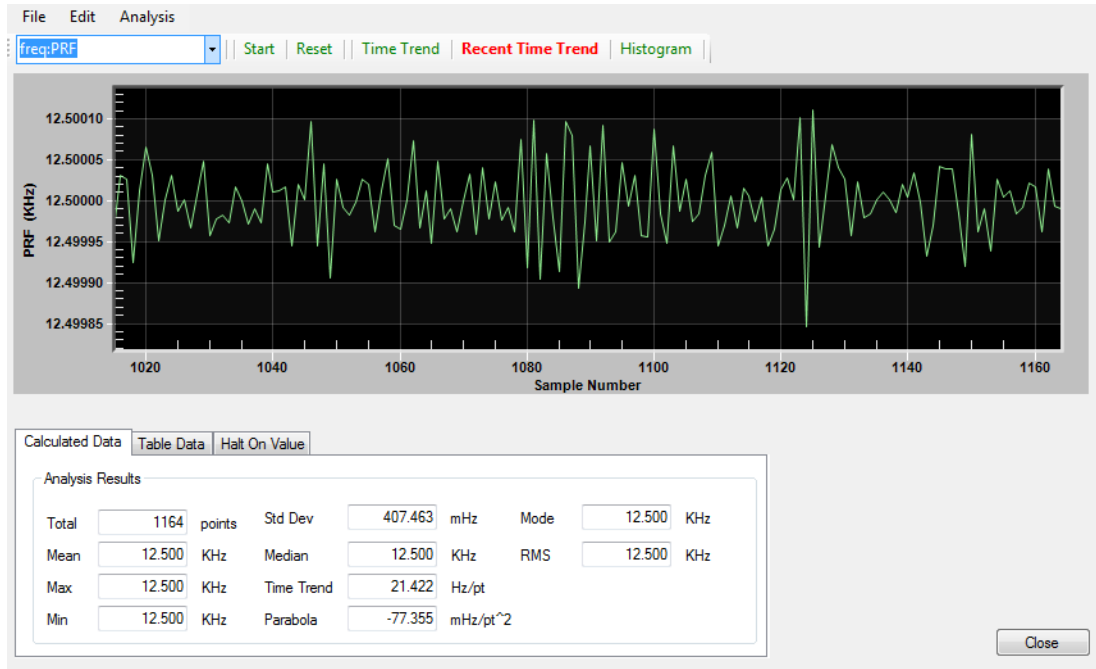 File Edit Analysis
freq:PRF Start Reset Time Trend Recent Time Trend Histogram
12.50010
12.50005
12.50000
12.49995
12.49990
12.49985
PRF (KHz)
1020 1040 1060 1080 1100 1120 1140 1160
Sample Number
Calculated Data Table Data Halt On Value
Analysis Results
Total 1164 points Std Dev 407.463 mHz Mode 12.500 KHz
Mean 12.500 KHz Median 12.500 KHz RMS 12.500 KHz
Max 12.500 KHz Time Trend 21.422 Hz/pt
Min 12.500 KHz Parabola -77.355 mHz/pt^2
Close